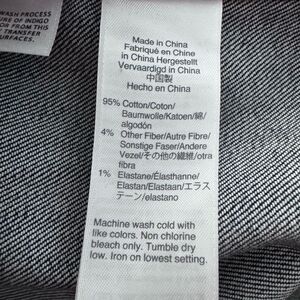 WASH PROCESS
URE OF INDIGO
OR FROM THIS
TRANSFER
URFACES.
Made in China
Fabriqué en Chine
in China Hergestellt
Vervaardigd in China
中国製
Hecho en China
95% Cotton/Coton/
Baumwolle/Katoen/綿/
algodón
4% Other Fiber/Autre Fibre/
Sonstige Faser/Andere
Vezel/その他の繊維/otra
fibra
1% Elastane/Élasthanne/
Elastan/Elastaan/エラス
テーン/elastano
Machine wash cold with
like colors. Non chlorine
bleach only. Tumble dry
low. Iron on lowest setting.